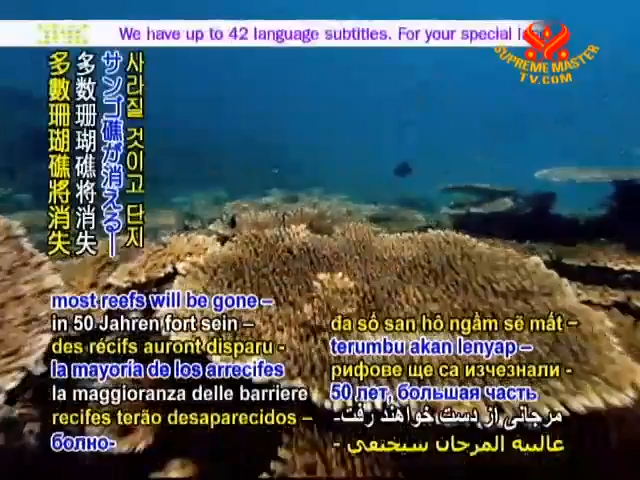 We have up to 42 language subtitles. For your special
SUPREME MASTER
TV.COM
사라질 것이고 단지
サンゴ礁が消える—
多数珊瑚礁将消失
多數珊瑚礁將消失
most reefs will be gone –
in 50 Jahren fort sein –
des récifs auront disparu -
la mayoría de los arrecifes
la maggioranza delle barriere
recifes terão desaparecidos –
болно-
đa số san hô ngầm sẽ mất –
terumbu akan lenyap –
рифове ще са изчезнали -
50 лет, большая часть
مرجانی از دست خواهند رفت-
غالبية المرجان سيختفي -